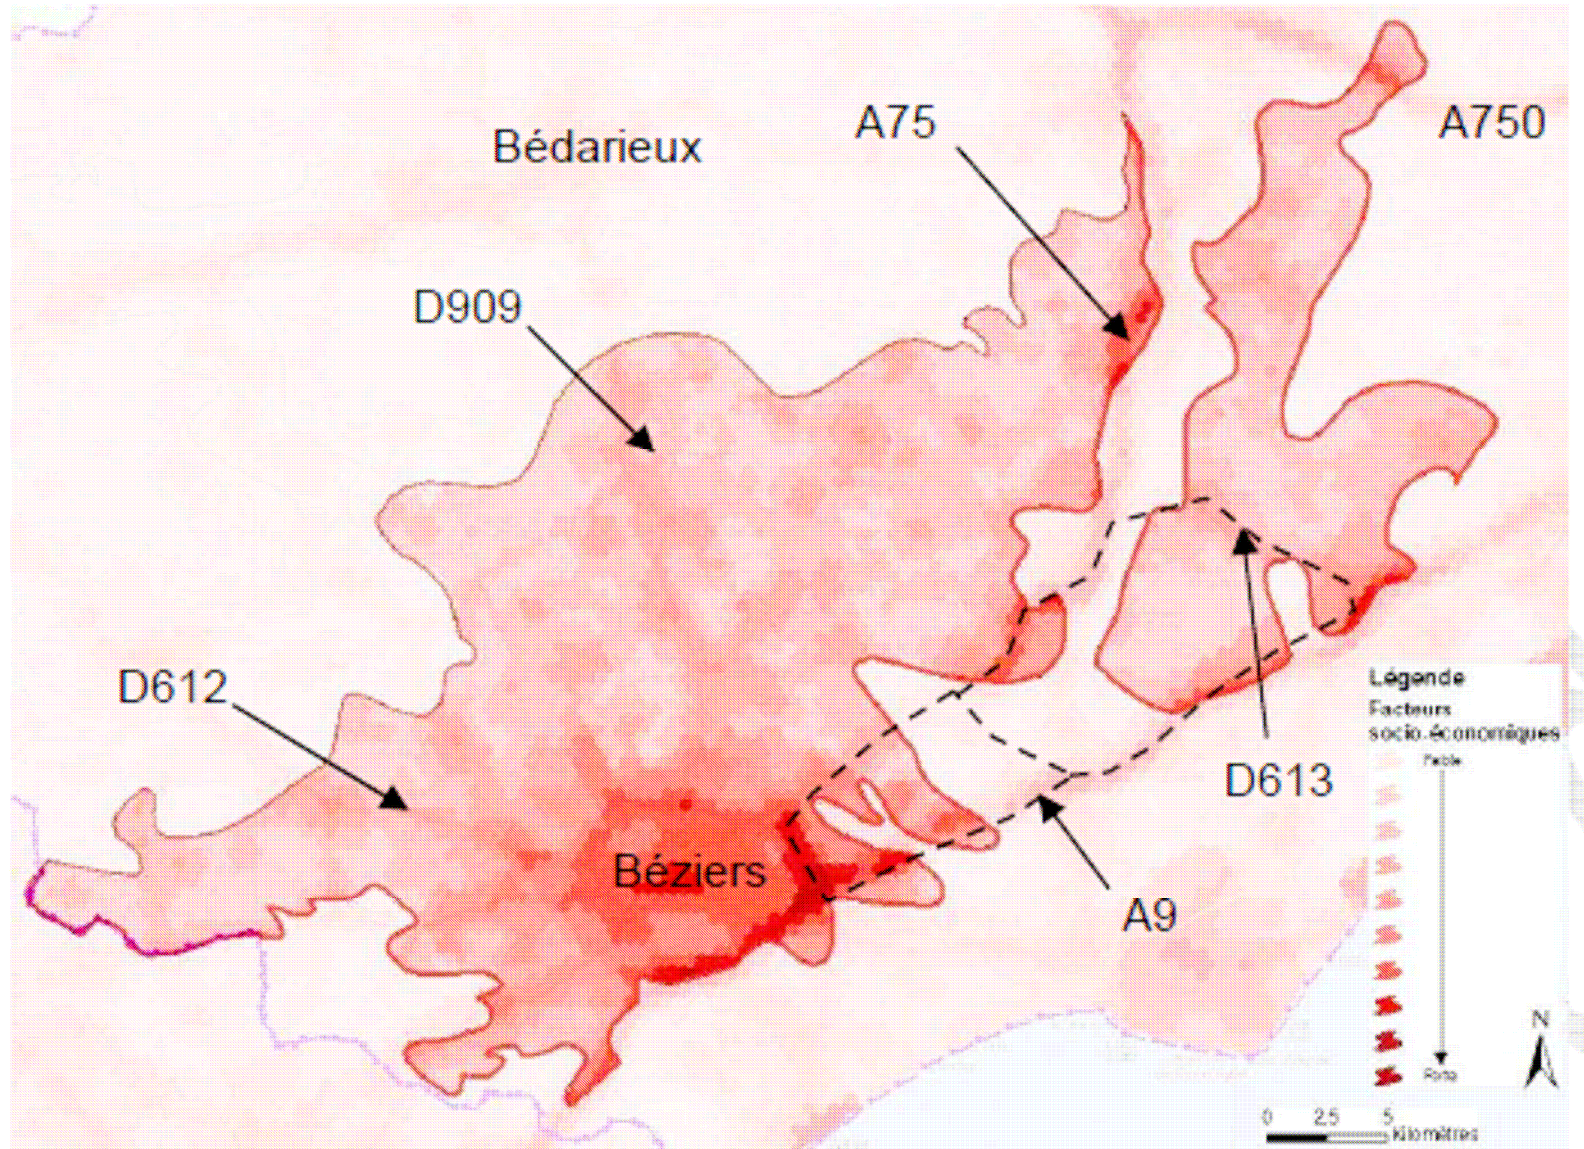 A75
A750
Bédarieux
D909
D612
Légende
Facteurs
socio-économiques
Faible
D613
Béziers
A9
Forte
N
0 2.5 5
Kilomètres